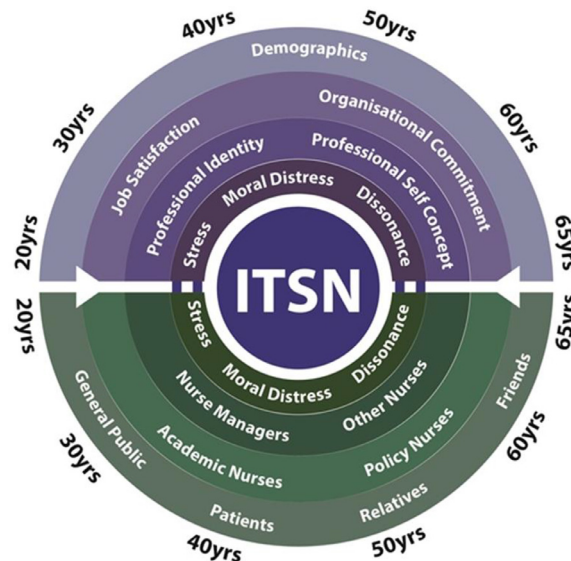 40yrs
50yrs
30yrs
60yrs
20yrs
65yrs
Demographics
Job Satisfaction
Organisational Commitment
Professional Identity
Professional Self Concept
Stress
Moral Distress
Dissonance
ITSN
Stress
Moral Distress
Dissonance
Nurse Managers
Other Nurses
Academic Nurses
Policy Nurses
General Public
Patients
Relatives
Friends
20yrs
65yrs
30yrs
60yrs
40yrs
50yrs